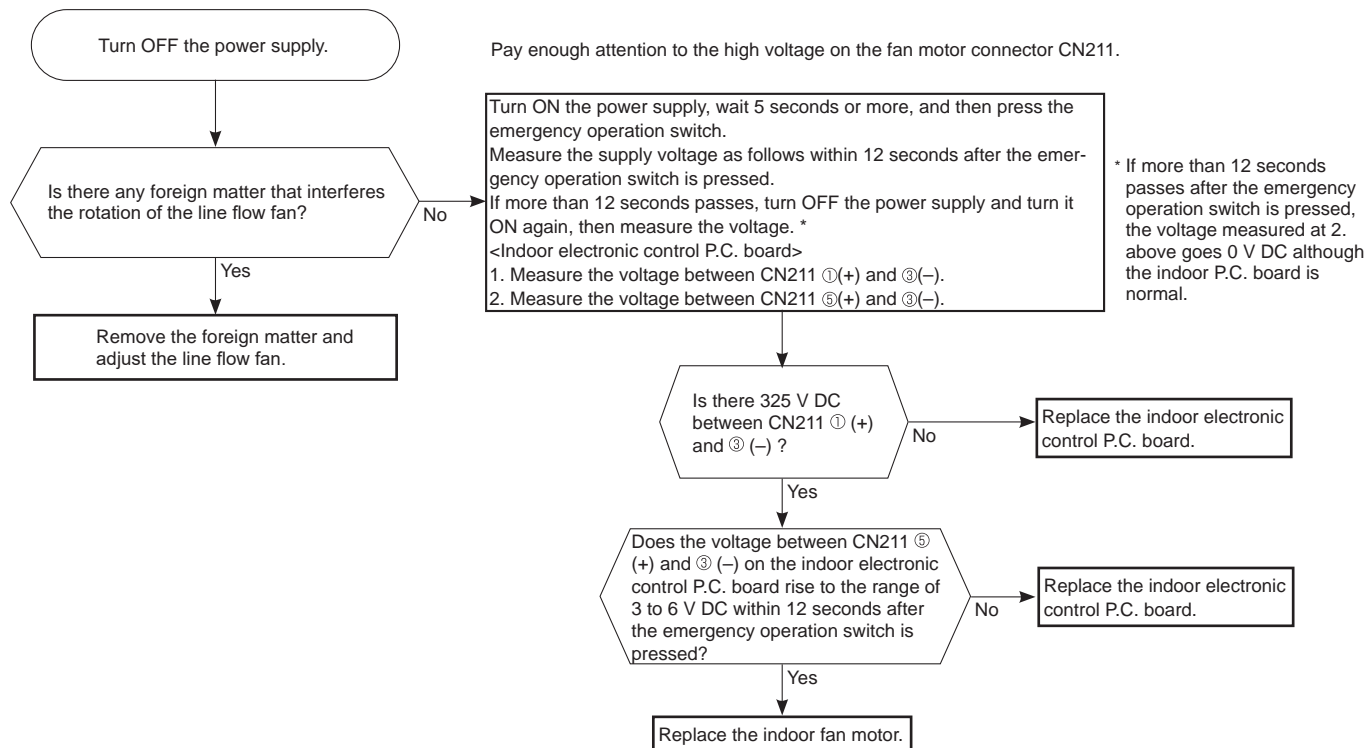 Turn OFF the power supply.
Pay enough attention to the high voltage on the fan motor connector CN211.
Is there any foreign matter that interferes
the rotation of the line flow fan?
No
Yes
Remove the foreign matter and
adjust the line flow fan.
Turn ON the power supply, wait 5 seconds or more, and then press the
emergency operation switch.
Measure the supply voltage as follows within 12 seconds after the emer-
gency operation switch is pressed.
If more than 12 seconds passes, turn OFF the power supply and turn it
ON again, then measure the voltage. *
<Indoor electronic control P.C. board>
1. Measure the voltage between CN211 ①(+) and ③(–).
2. Measure the voltage between CN211 ⑤(+) and ③(–).
* If more than 12 seconds
passes after the emergency
operation switch is pressed,
the voltage measured at 2.
above goes 0 V DC although
the indoor P.C. board is
normal.
Is there 325 V DC
between CN211 ① (+)
and ③ (–) ?
No
Replace the indoor electronic
control P.C. board.
Yes
Does the voltage between CN211 ⑤
(+) and ③ (–) on the indoor electronic
control P.C. board rise to the range of
3 to 6 V DC within 12 seconds after
the emergency operation switch is
pressed?
No
Replace the indoor electronic
control P.C. board.
Yes
Replace the indoor fan motor.